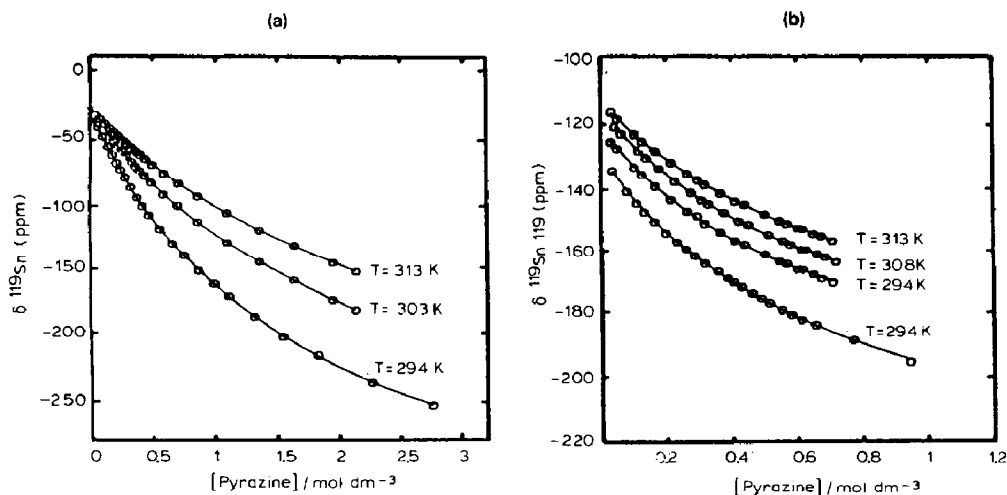 (a)
(b)
0
-50
-100
-150
-200
-250
δ ¹¹⁹Sn (ppm)
T = 313 K
T = 303 K
T = 294 K
0
0.5
1
1.5
2
2.5
3
[Pyrazine] / mol dm⁻³
-100
-120
-140
-160
-180
-200
-220
δ ¹¹⁹Sn 119 (ppm)
T = 313 K
T = 308K
T = 294 K
T = 294 K
0
0.2
0.4
0.6
0.8
1
1.2
[Pyrazine] / mol dm⁻³